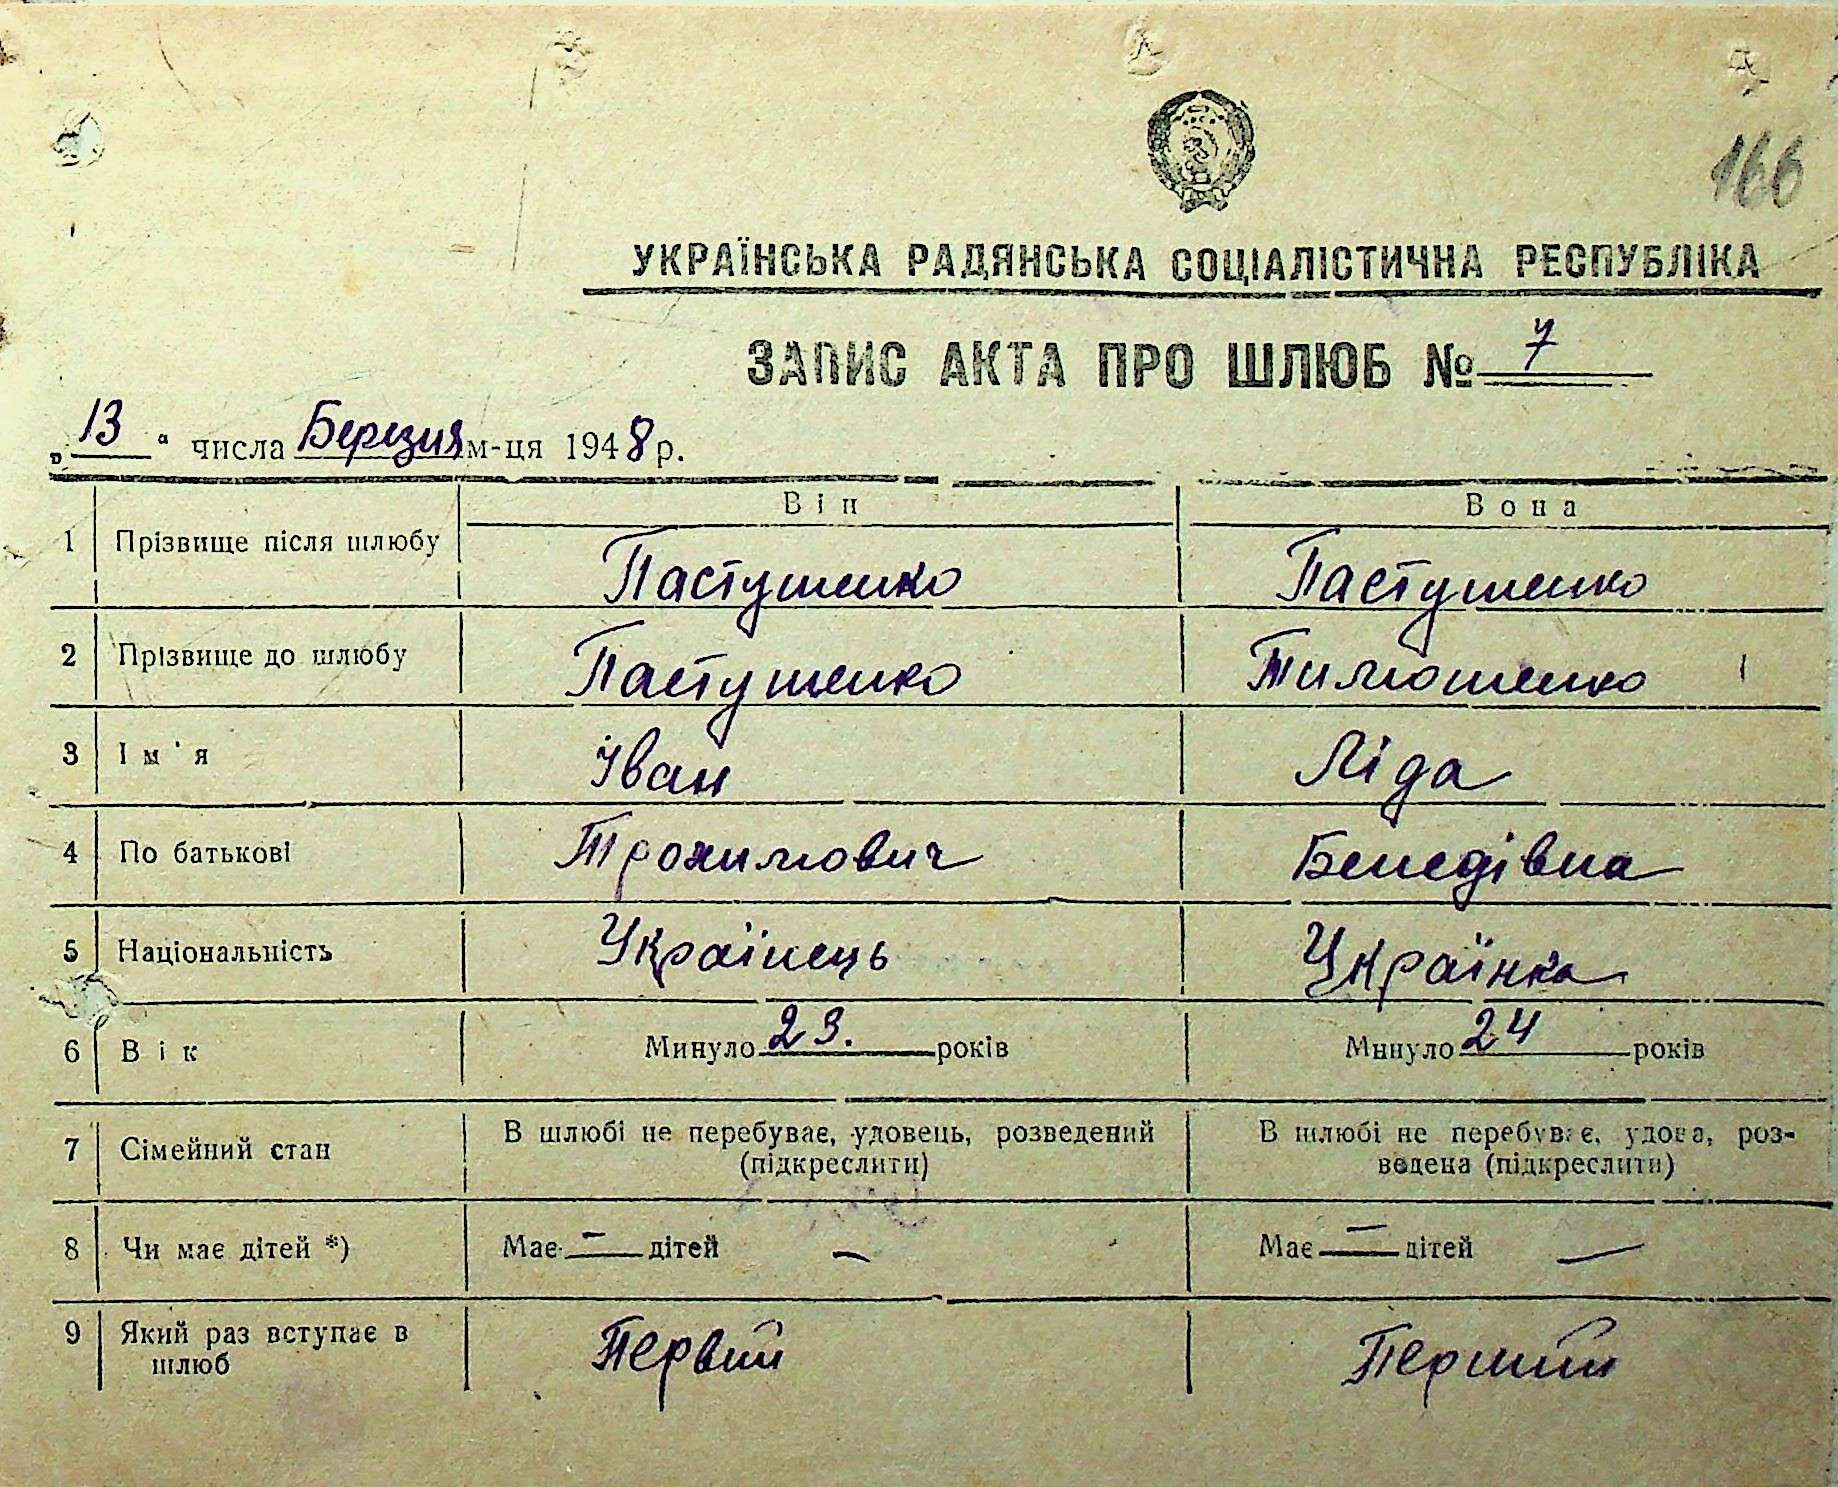 166
УКРАЇНСЬКА РАДЯНСЬКА СОЦІАЛІСТИЧНА РЕСПУБЛІКА
ЗАПИС АКТА ПРО ШЛЮБ № 7
„13“ числа Березня м-ця 1948 р.
Він Вона
1 Прізвище після шлюбу Пастушенко Пастушенко
2 Прізвище до шлюбу Пастушенко Тимошенко
3 Ім'я Іван Ліда
4 По батькові Трохимович Бенедівна
5 Національність Українець Українка
6 Вік Минуло 23. років Минуло 24 років
7 Сімейний стан В шлюбі не перебуває, удовець, розведений В шлюбі не перебуває, удова, роз-
(підкреслити) ведена (підкреслити)
8 Чи має дітей *) Має — дітей — Має — дітей —
9 Який раз вступає в Первий Перший
шлюб